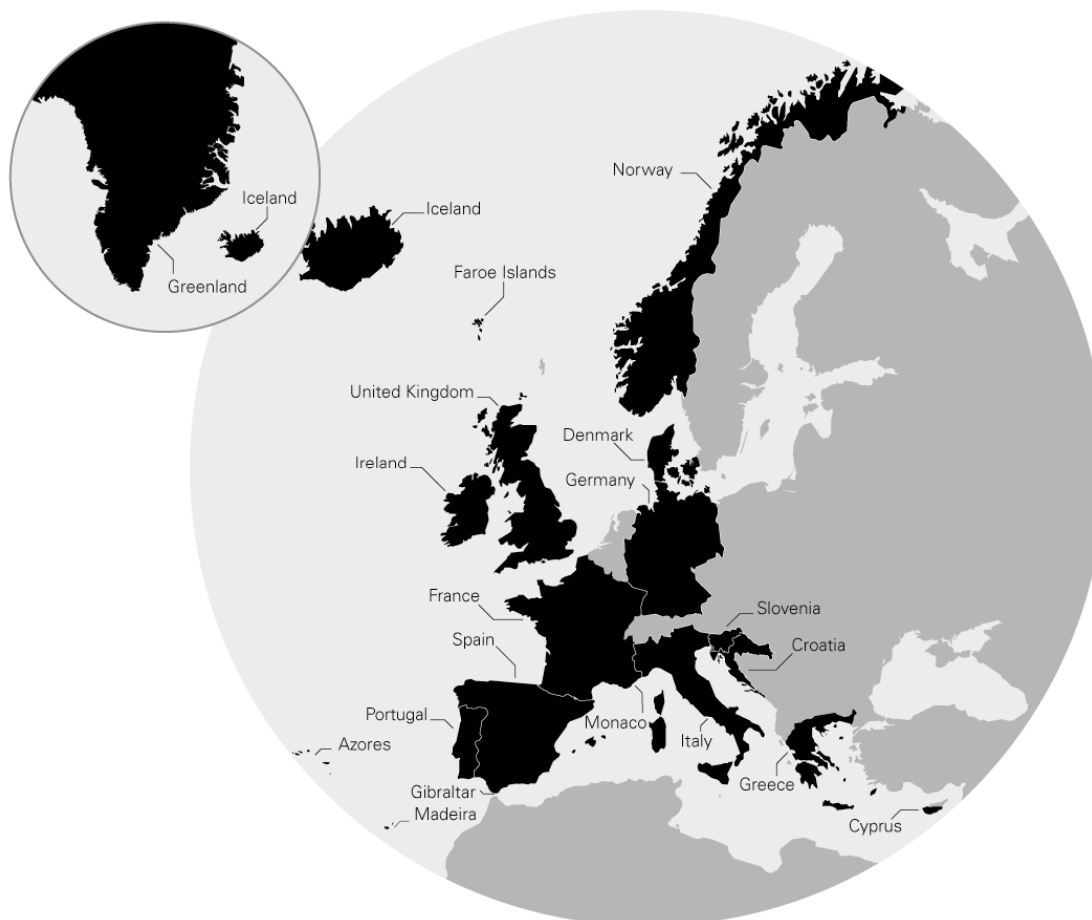 Iceland
Greenland
Norway
Iceland
Faroe Islands
United Kingdom
Denmark
Ireland
Germany
France
Slovenia
Spain
Croatia
Portugal
Monaco
Italy
Azores
Greece
Gibraltar
Madeira
Cyprus